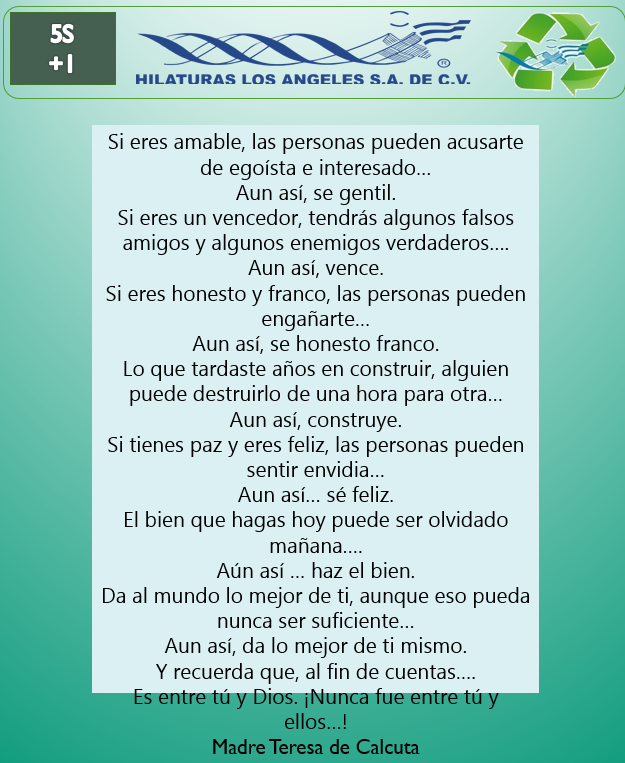 5S
+1
HILATURAS LOS ANGELES S.A. DE C.V.
®
Si eres amable, las personas pueden acusarte
de egoísta e interesado...
Aun así, se gentil.
Si eres un vencedor, tendrás algunos falsos
amigos y algunos enemigos verdaderos....
Aun así, vence.
Si eres honesto y franco, las personas pueden
engañarte...
Aun así, se honesto franco.
Lo que tardaste años en construir, alguien
puede destruirlo de una hora para otra...
Aun así, construye.
Si tienes paz y eres feliz, las personas pueden
sentir envidia...
Aun así... sé feliz.
El bien que hagas hoy puede ser olvidado
mañana....
Aún así ... haz el bien.
Da al mundo lo mejor de ti, aunque eso pueda
nunca ser suficiente...
Aun así, da lo mejor de ti mismo.
Y recuerda que, al fin de cuentas....
Es entre tú y Dios. ¡Nunca fue entre tú y
ellos...!
Madre Teresa de Calcuta